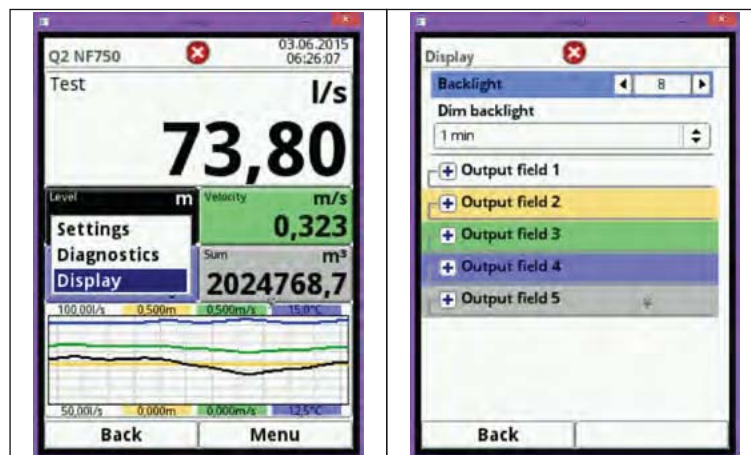 Q2 NF750
03.06.2015
06:26:07
Test
l/s
73,80
Level
m
Velocity
m/s
0,323
Settings
Diagnostics
Display
Sum
m³
2024768,7
100,00l/s
0,500m
0,500m/s
15,0°C
50,00l/s
0,000m
0,000m/s
12,5°C
Back
Menu
Display
Backlight
8
Dim backlight
1 min
Output field 1
Output field 2
Output field 3
Output field 4
Output field 5
Back